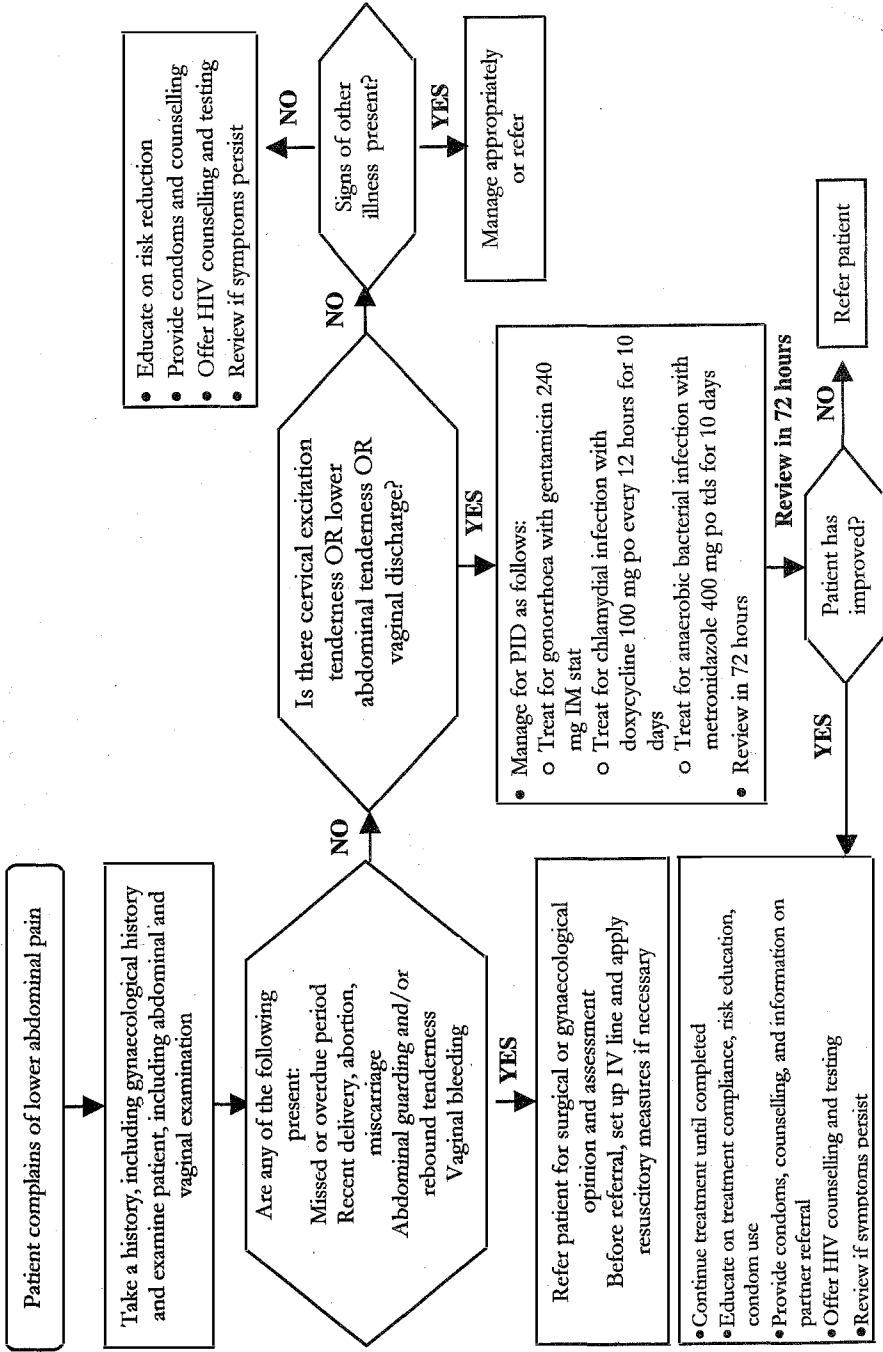 Patient complains of lower abdominal pain
Take a history, including gynaecological history
and examine patient, including abdominal and
vaginal examination
Are any of the following
present:
Missed or overdue period
Recent delivery, abortion,
miscarriage
Abdominal guarding and/or
rebound tenderness
Vaginal bleeding
YES
Refer patient for surgical or gynaecological
opinion and assessment
Before referral, set up IV line and apply
resuscitory measures if necessary
NO
Is there cervical excitation
tenderness OR lower
abdominal tenderness OR
vaginal discharge?
NO
Signs of other
illness present?
NO
• Educate on risk reduction
• Provide condoms and counselling
• Offer HIV counselling and testing
• Review if symptoms persist
YES
Manage appropriately
or refer
YES
• Manage for PID as follows:
o Treat for gonorrhoea with gentamicin 240
mg IM stat
o Treat for chlamydial infection with
doxycycline 100 mg po every 12 hours for 10
days
o Treat for anaerobic bacterial infection with
metronidazole 400 mg po tds for 10 days
• Review in 72 hours
Review in 72 hours
Patient has
improved?
NO
Refer patient
YES
•Continue treatment until completed
•Educate on treatment compliance, risk education,
condom use
•Provide condoms, counselling, and information on
partner referral
•Offer HIV counselling and testing
•Review if symptoms persist